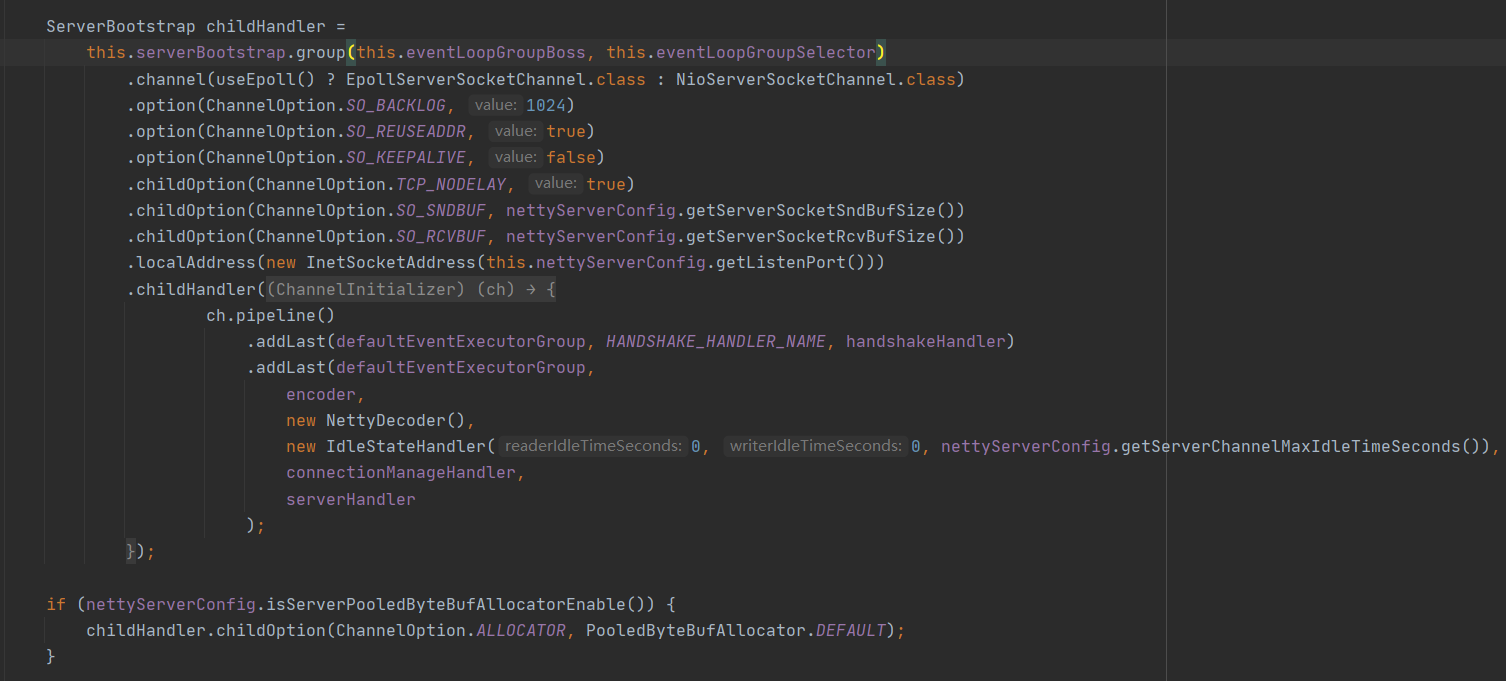 ServerBootstrap childHandler =
this.serverBootstrap.group(this.eventLoopGroupBoss, this.eventLoopGroupSelector)
.channel(useEpoll() ? EpollServerSocketChannel.class : NioServerSocketChannel.class)
.option(ChannelOption.SO_BACKLOG, value: 1024)
.option(ChannelOption.SO_REUSEADDR, value: true)
.option(ChannelOption.SO_KEEPALIVE, value: false)
.childOption(ChannelOption.TCP_NODELAY, value: true)
.childOption(ChannelOption.SO_SNDBUF, nettyServerConfig.getServerSocketSndBufSize())
.childOption(ChannelOption.SO_RCVBUF, nettyServerConfig.getServerSocketRcvBufSize())
.localAddress(new InetSocketAddress(this.nettyServerConfig.getListenPort()))
.childHandler((ChannelInitializer) (ch) → {
ch.pipeline()
.addLast(defaultEventExecutorGroup, HANDSHAKE_HANDLER_NAME, handshakeHandler)
.addLast(defaultEventExecutorGroup,
encoder,
new NettyDecoder(),
new IdleStateHandler( readerIdleTimeSeconds: 0, writerIdleTimeSeconds: 0, nettyServerConfig.getServerChannelMaxIdleTimeSeconds()),
connectionManageHandler,
serverHandler
);
});
if (nettyServerConfig.isServerPooledByteBufAllocatorEnable()) {
childHandler.childOption(ChannelOption.ALLOCATOR, PooledByteBufAllocator.DEFAULT);
}